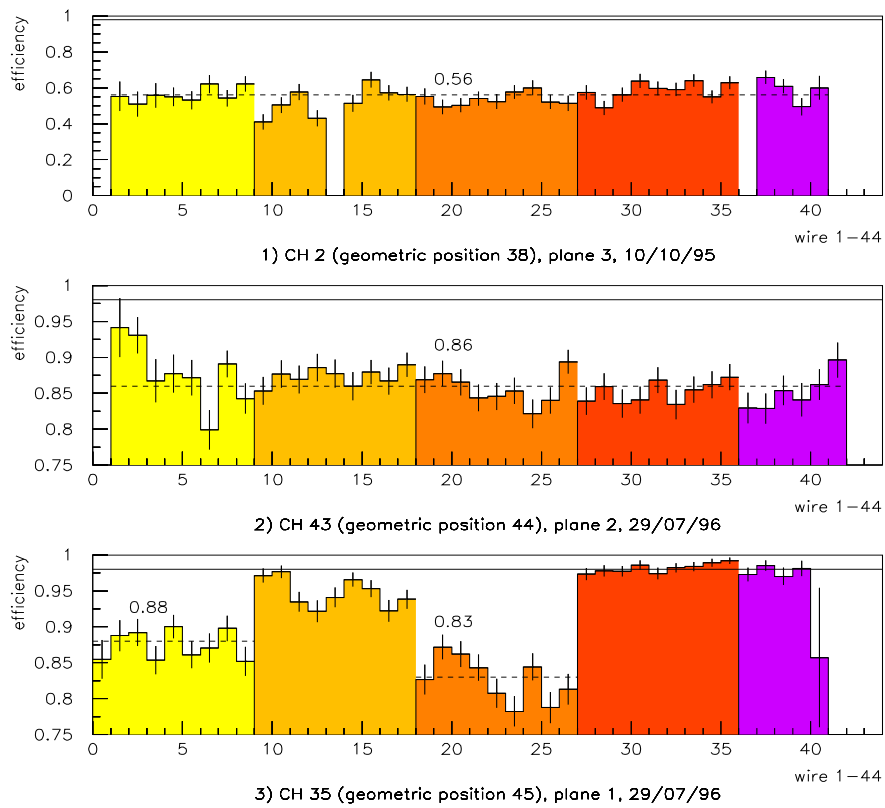 efficiency
1
0.8
0.6
0.4
0.2
0
0.56
0 5 10 15 20 25 30 35 40
wire 1-44
1) CH 2 (geometric position 38), plane 3, 10/10/95
efficiency
1
0.95
0.9
0.85
0.8
0.75
0.86
0 5 10 15 20 25 30 35 40
wire 1-44
2) CH 43 (geometric position 44), plane 2, 29/07/96
efficiency
1
0.95
0.9
0.85
0.8
0.75
0.88
0.83
0 5 10 15 20 25 30 35 40
wire 1-44
3) CH 35 (geometric position 45), plane 1, 29/07/96